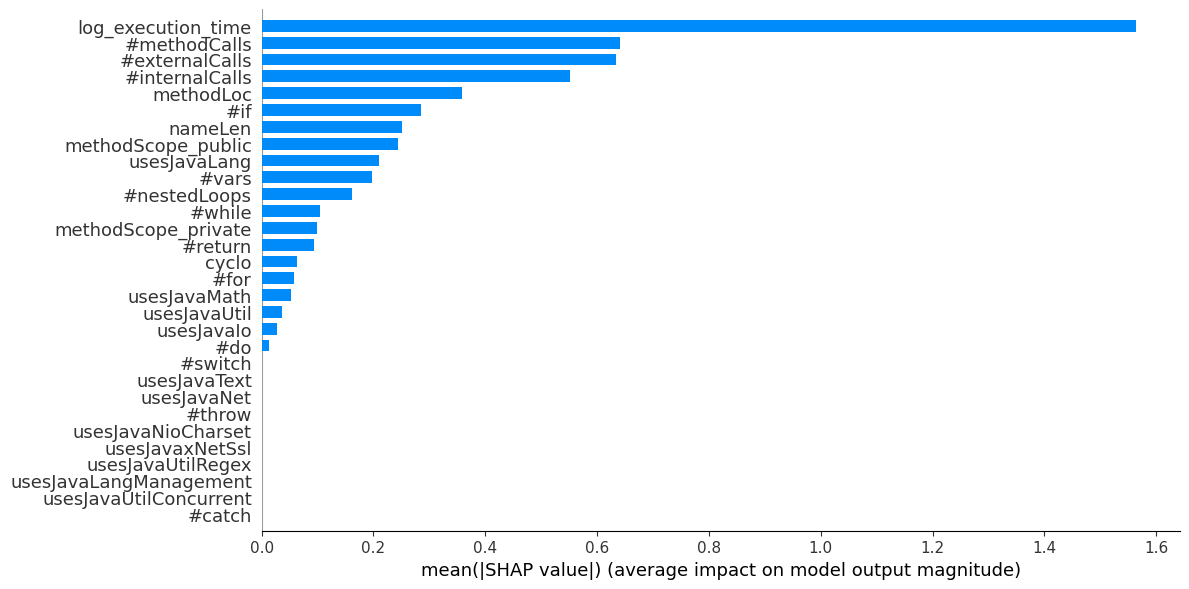 log_execution_time
#methodCalls
#externalCalls
#internalCalls
methodLoc
#if
nameLen
methodScope_public
usesJavaLang
#vars
#nestedLoops
#while
methodScope_private
#return
cyclo
#for
usesJavaMath
usesJavaUtil
usesJavaIo
#do
#switch
usesJavaText
usesJavaNet
#throw
usesJavaNioCharset
usesJavaxNetSsl
usesJavaUtilRegex
usesJavaLangManagement
usesJavaUtilConcurrent
#catch
0.0 0.2 0.4 0.6 0.8 1.0 1.2 1.4 1.6
mean(|SHAP value|) (average impact on model output magnitude)